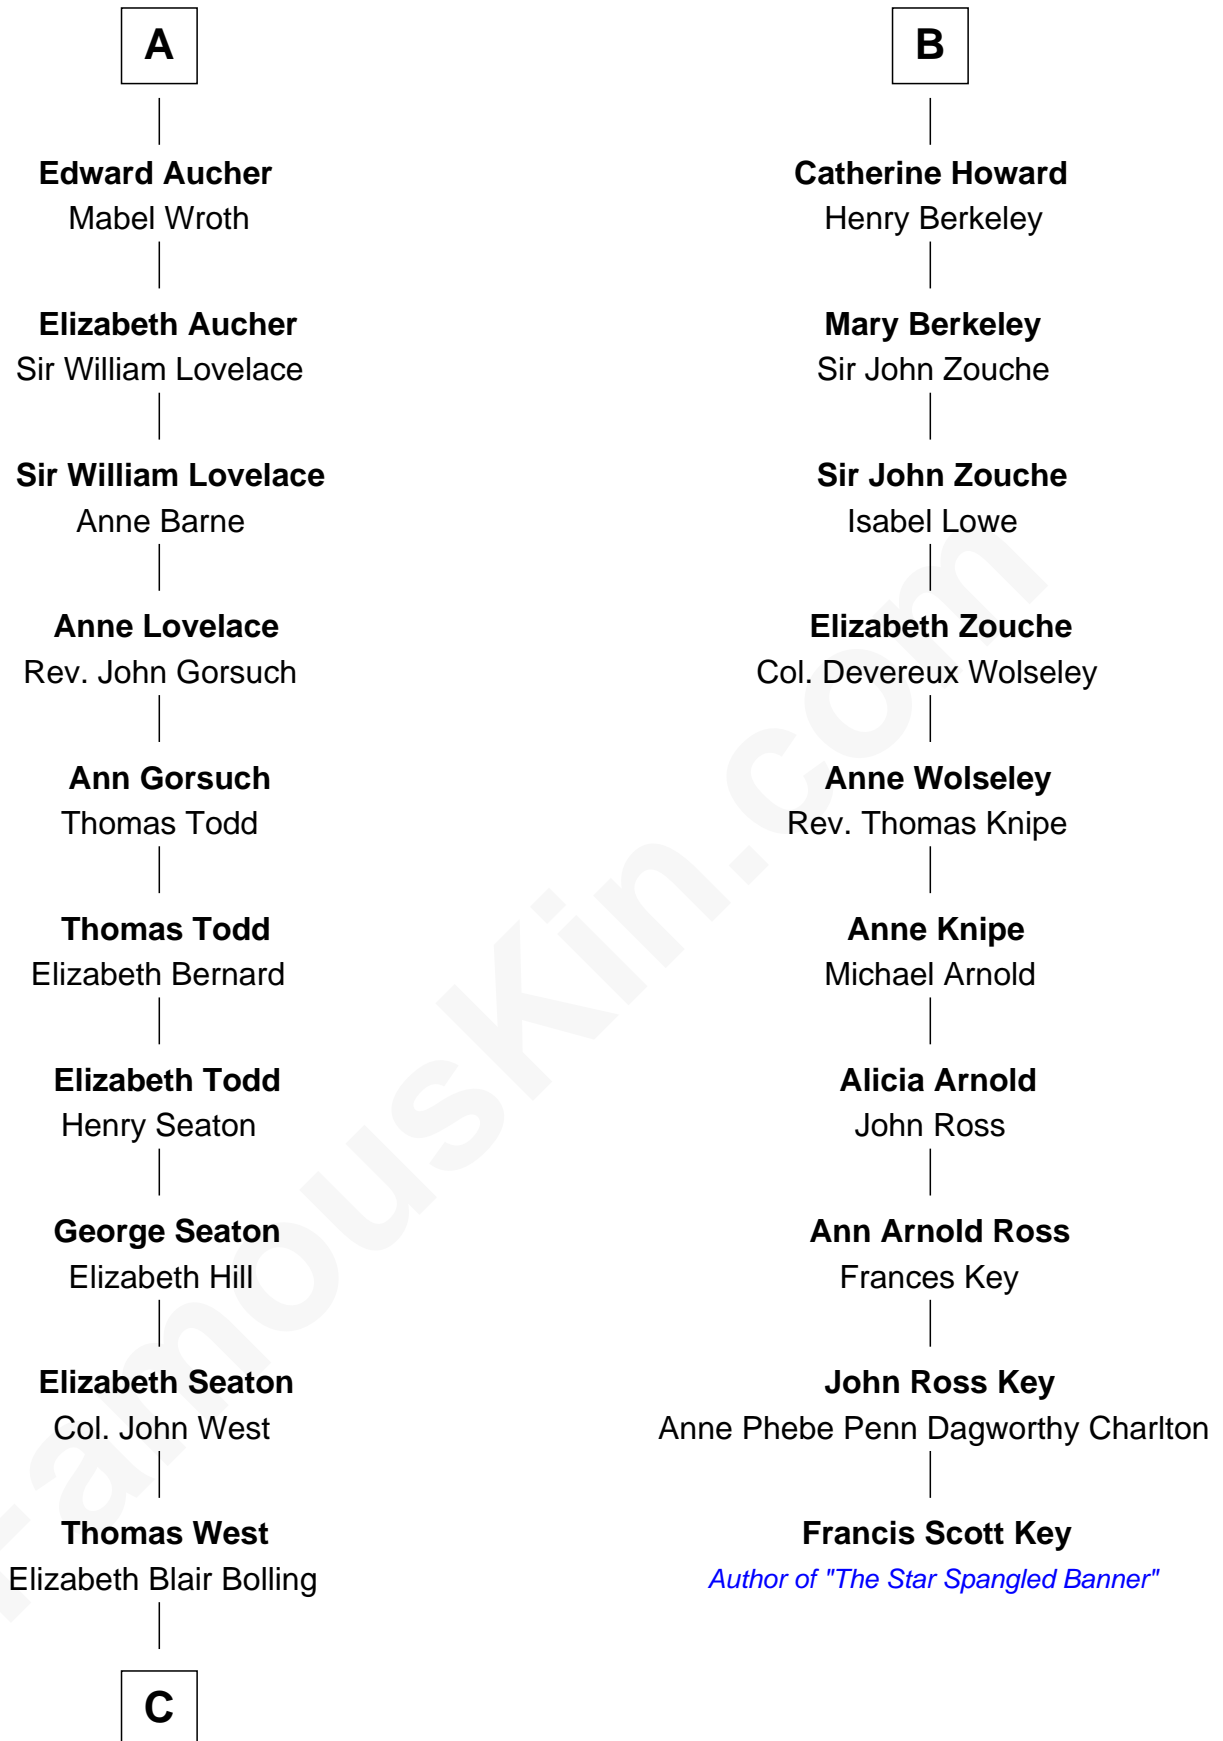 A
Edward Aucher
Mabel Wroth
Elizabeth Aucher
Sir William Lovelace
Sir William Lovelace
Anne Barne
Anne Lovelace
Rev. John Gorsuch
Ann Gorsuch
Thomas Todd
Thomas Todd
Elizabeth Bernard
Elizabeth Todd
Henry Seaton
George Seaton
Elizabeth Hill
Elizabeth Seaton
Col. John West
Thomas West
Elizabeth Blair Bolling
C
B
Catherine Howard
Henry Berkeley
Mary Berkeley
Sir John Zouche
Sir John Zouche
Isabel Lowe
Elizabeth Zouche
Col. Devereux Wolseley
Anne Wolseley
Rev. Thomas Knipe
Anne Knipe
Michael Arnold
Alicia Arnold
John Ross
Ann Arnold Ross
Frances Key
John Ross Key
Anne Phebe Penn Dagworthy Charlton
Francis Scott Key
Author of "The Star Spangled Banner"
FamousKin.com